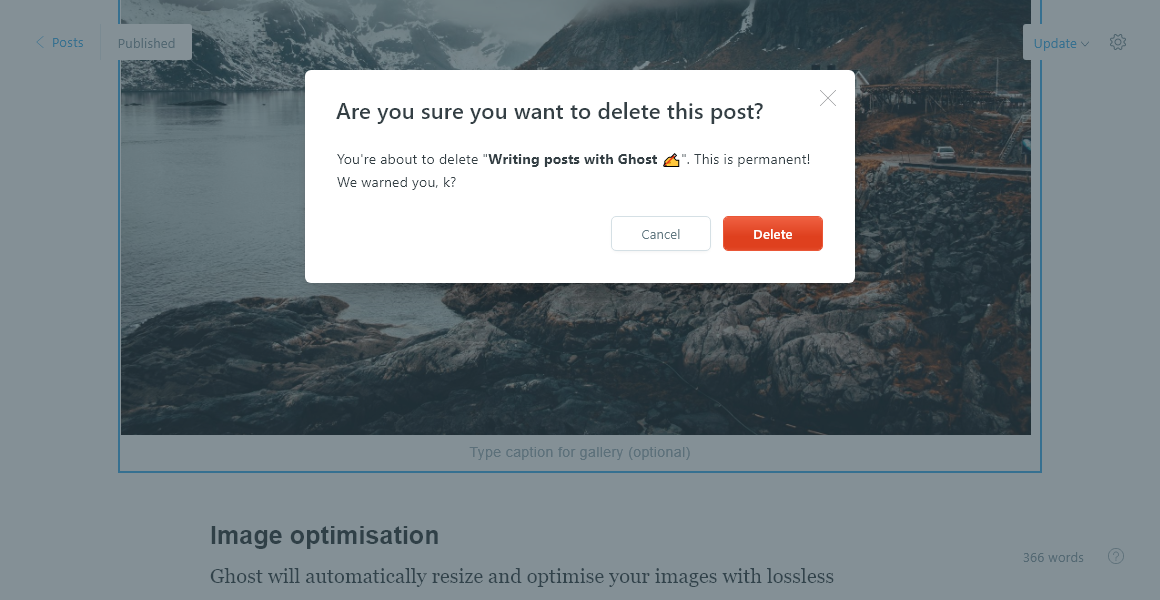 Posts
Published
Update
Are you sure you want to delete this post?
You're about to delete "Writing posts with Ghost ✍️". This is permanent!
We warned you, k?
Cancel
Delete
Type caption for gallery (optional)
Image optimisation
366 words
?
Ghost will automatically resize and optimise your images with lossless